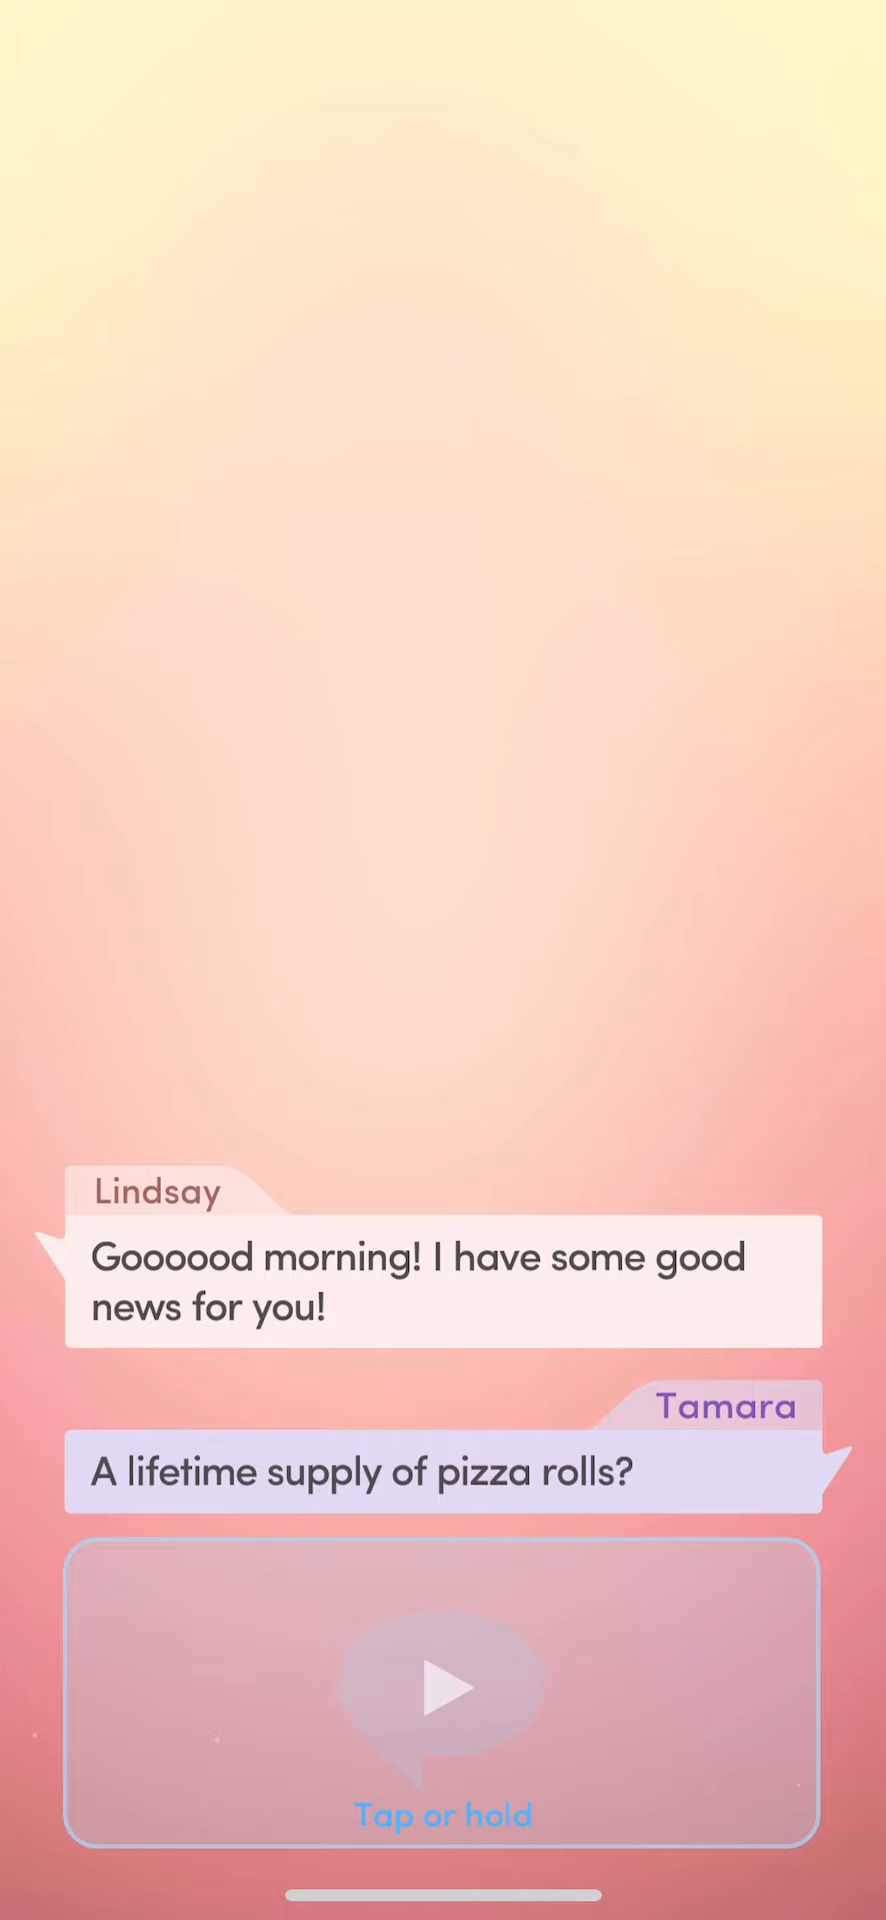 Lindsay
Goooood morning! I have some good
news for you!
Tamara
A lifetime supply of pizza rolls?
Tap or hold